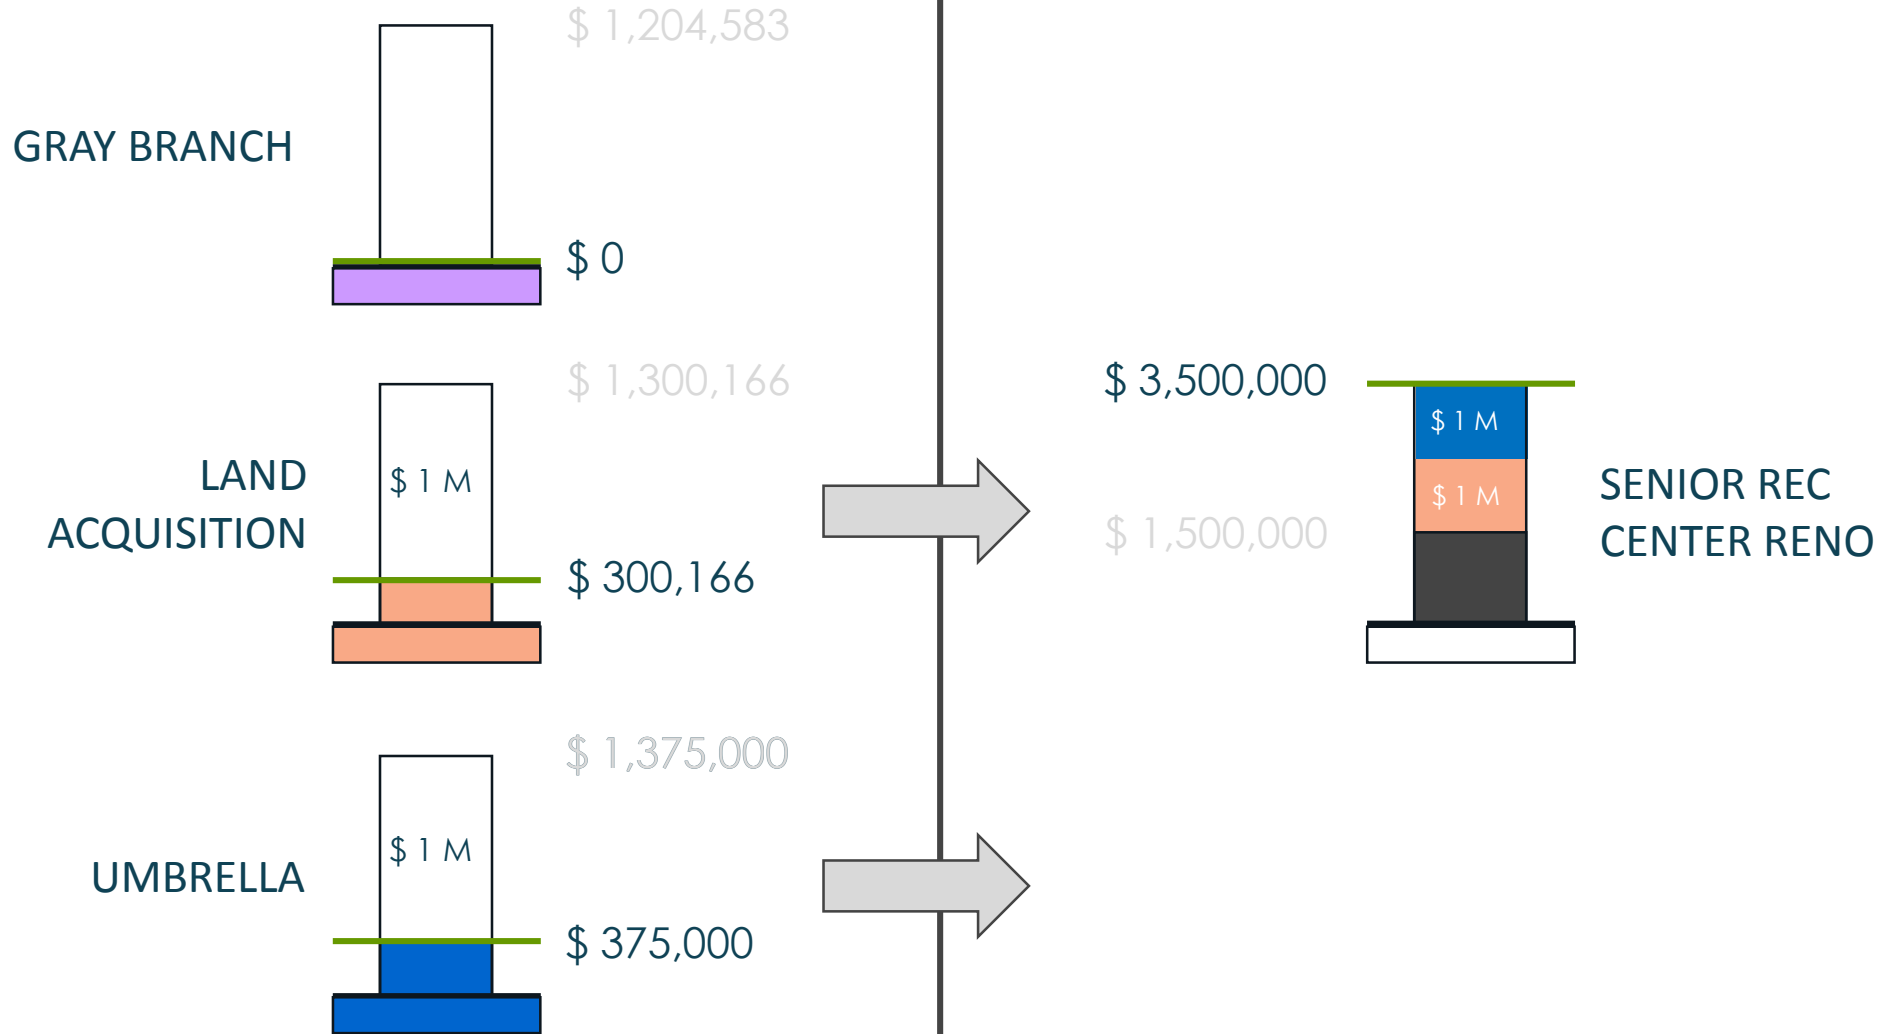 $ 1,204,583
GRAY BRANCH
$ 0
$ 1,300,166
LAND
ACQUISITION
$ 1 M
$ 300,166
$ 1,375,000
UMBRELLA
$ 1 M
$ 375,000
$ 3,500,000
$ 1 M
$ 1 M
$ 1,500,000
SENIOR REC
CENTER RENO